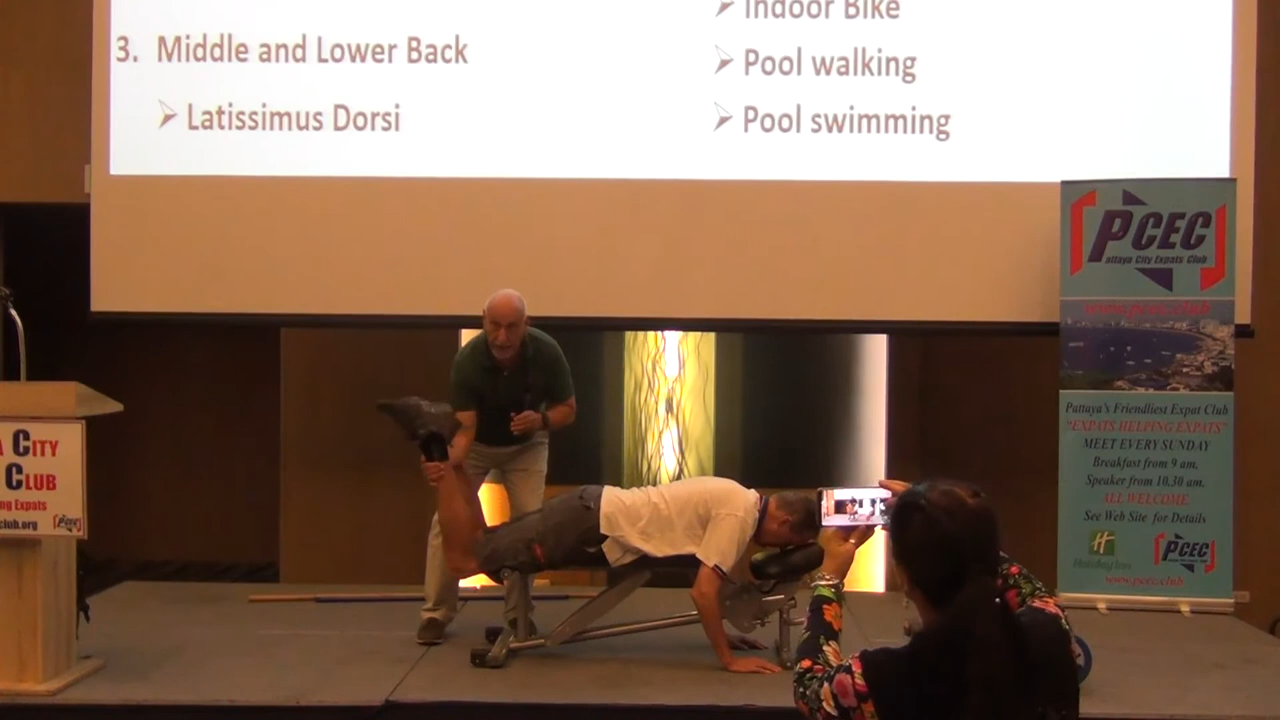 3. Middle and Lower Back
➢ Latissimus Dorsi
➢ Indoor Bike
➢ Pool walking
➢ Pool swimming
PCEC
Pattaya City Expats Club
www.pcec.club
Pattaya's Friendliest Expat Club
"EXPATS HELPING EXPATS"
MEET EVERY SUNDAY
Breakfast from 9 am,
Speaker from 10.30 am.
ALL WELCOME
See Web Site for Details
H
Holiday Inn
PCEC
www.pcec.club
A CITY
CLUB
ng Expats
club.org
PCEC